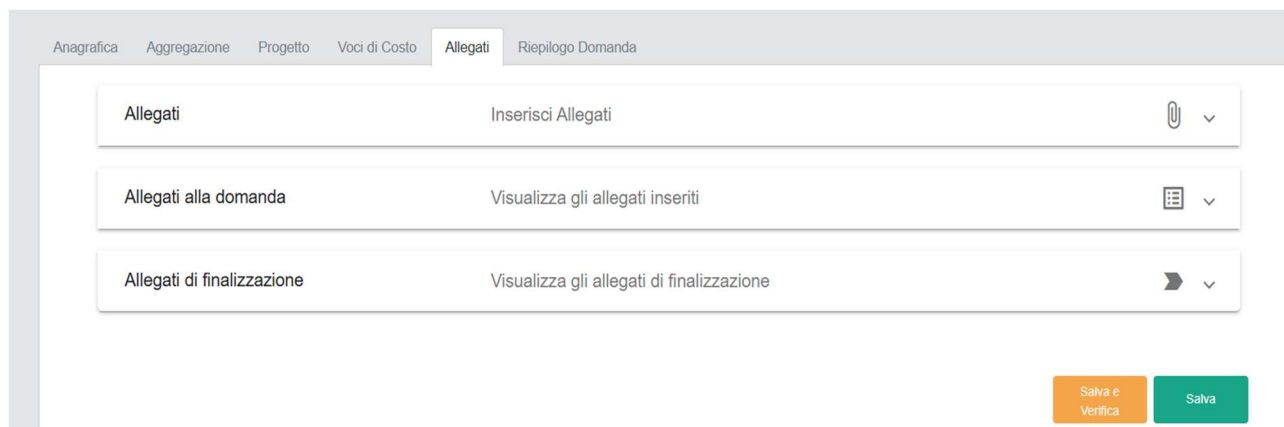 Anagrafica Aggregazione Progetto Voci di Costo Allegati Riepilogo Domanda
Allegati Inserisci Allegati
Allegati alla domanda Visualizza gli allegati inseriti
Allegati di finalizzazione Visualizza gli allegati di finalizzazione
Salva e
Verifica
Salva